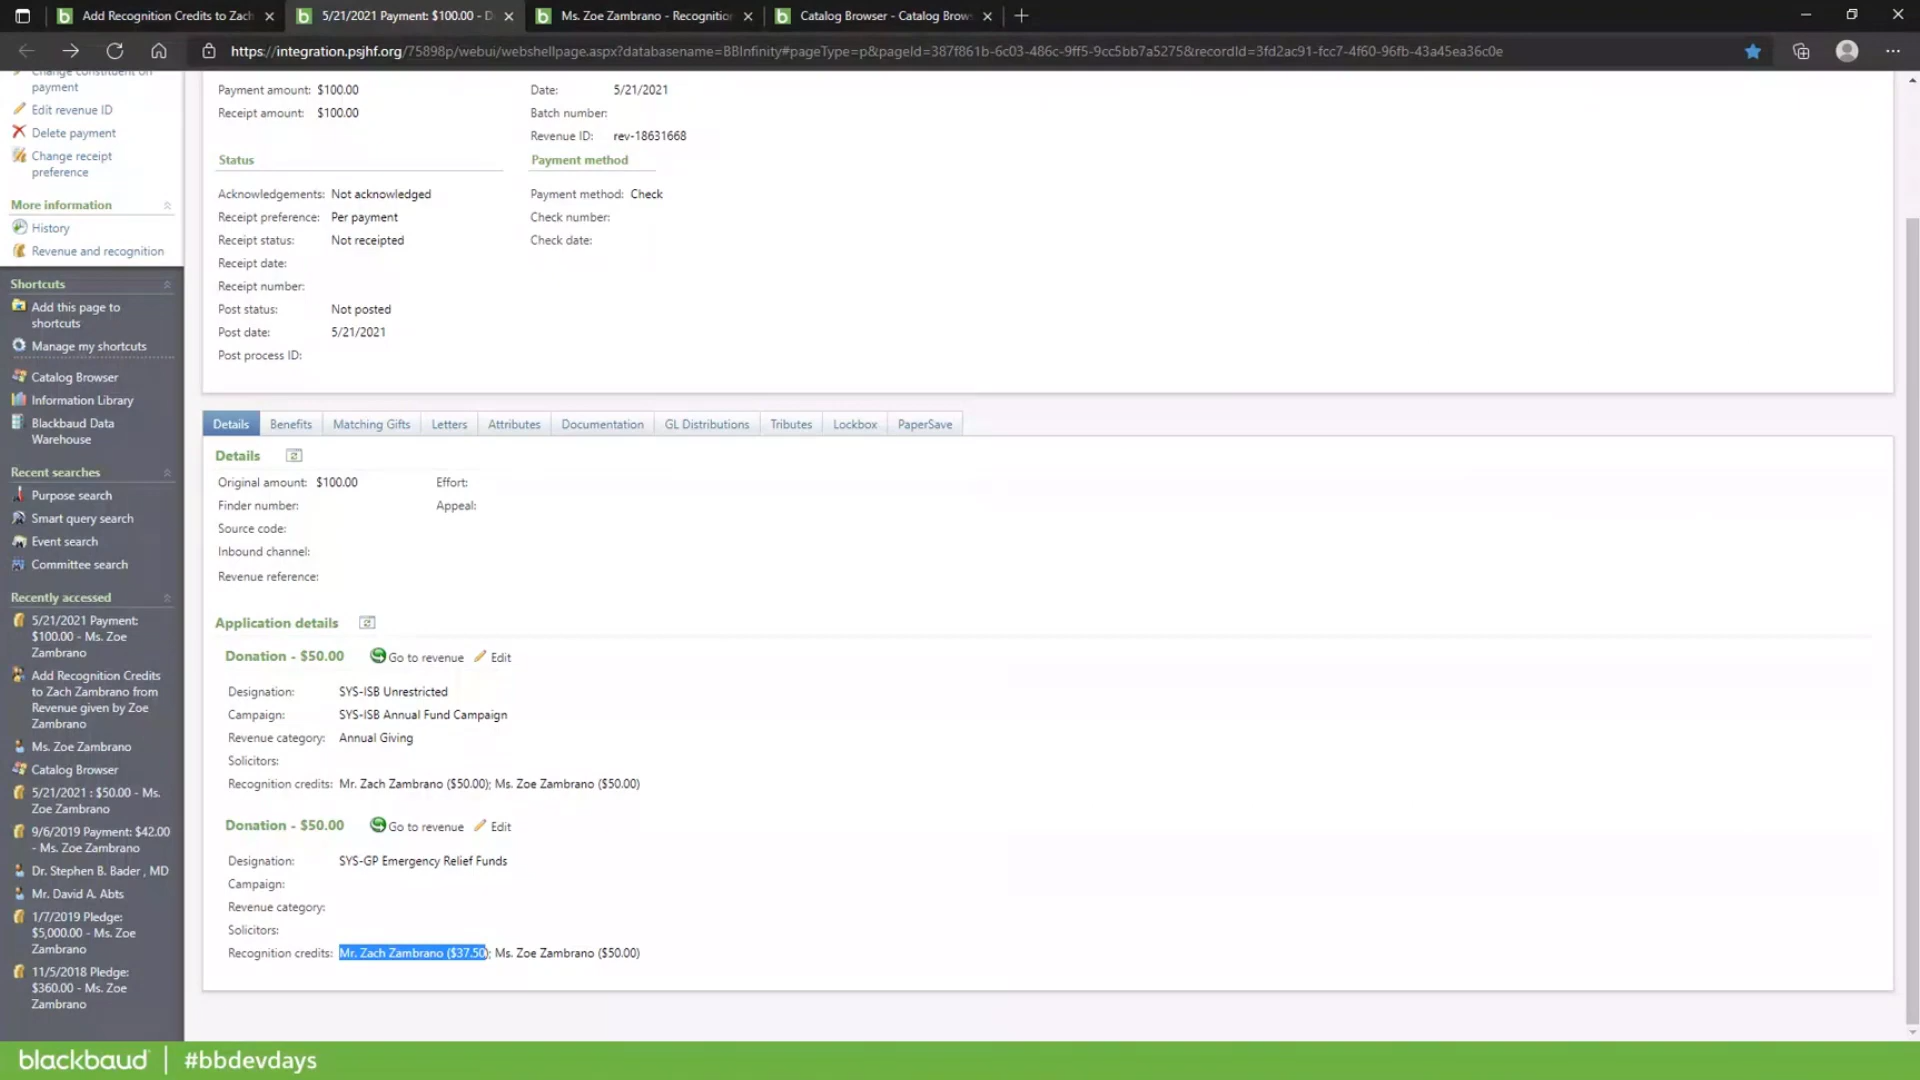 Add Recognition Credits to Zach
5/21/2021 Payment: $100.00 - D
Ms. Zoe Zambrano - Recognition
Catalog Browser - Catalog Brow
https://integration.psjhf.org/75898p/webui/webshellpage.aspx?databasename=BBInfinity#pageType=p&pageId=387f861b-6c03-486c-9ff5-9cc5bb7a5275&recordId=3fd2ac91-fcc7-4f60-96fb-43a45ea36c0e
Change constituent on
payment
Edit revenue ID
Delete payment
Change receipt
preference
More information
History
Revenue and recognition
Shortcuts
Add this page to
shortcuts
Manage my shortcuts
Catalog Browser
Information Library
Blackbaud Data
Warehouse
Recent searches
Purpose search
Smart query search
Event search
Committee search
Recently accessed
5/21/2021 Payment:
$100.00 - Ms. Zoe
Zambrano
Add Recognition Credits
to Zach Zambrano from
Revenue given by Zoe
Zambrano
Ms. Zoe Zambrano
Catalog Browser
5/21/2021 : $50.00 - Ms.
Zoe Zambrano
9/6/2019 Payment: $42.00
- Ms. Zoe Zambrano
Dr. Stephen B. Bader , MD
Mr. David A. Abts
1/7/2019 Pledge:
$5,000.00 - Ms. Zoe
Zambrano
11/5/2018 Pledge:
$360.00 - Ms. Zoe
Zambrano
Payment amount: $100.00
Receipt amount: $100.00
Date: 5/21/2021
Batch number:
Revenue ID: rev-18631668
Status
Acknowledgements: Not acknowledged
Receipt preference: Per payment
Receipt status: Not receipted
Receipt date:
Receipt number:
Post status: Not posted
Post date: 5/21/2021
Post process ID:
Payment method
Payment method: Check
Check number:
Check date:
Details Benefits Matching Gifts Letters Attributes Documentation GL Distributions Tributes Lockbox PaperSave
Details
Original amount: $100.00 Effort:
Finder number: Appeal:
Source code:
Inbound channel:
Revenue reference:
Application details
Donation - $50.00 Go to revenue Edit
Designation: SYS-ISB Unrestricted
Campaign: SYS-ISB Annual Fund Campaign
Revenue category: Annual Giving
Solicitors:
Recognition credits: Mr. Zach Zambrano ($50.00); Ms. Zoe Zambrano ($50.00)
Donation - $50.00 Go to revenue Edit
Designation: SYS-GP Emergency Relief Funds
Campaign:
Revenue category:
Solicitors:
Recognition credits: Mr. Zach Zambrano ($37.50); Ms. Zoe Zambrano ($50.00)
blackbaud | #bbdevdays